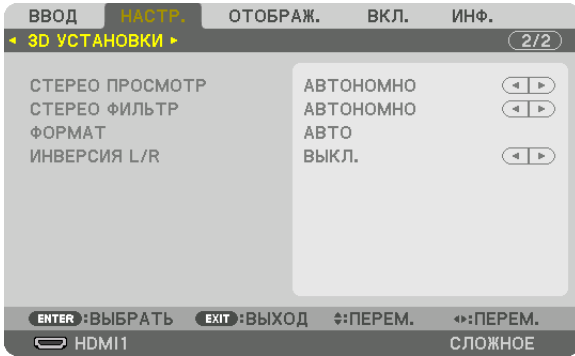 ВВОД НАСТР. ОТОБРАЖ. ВКЛ. ИНФ.
◂ 3D УСТАНОВКИ ▸ 2/2
СТЕРЕО ПРОСМОТР АВТОНОМНО ◂ ▸
СТЕРЕО ФИЛЬТР АВТОНОМНО ◂ ▸
ФОРМАТ АВТО
ИНВЕРСИЯ L/R ВЫКЛ. ◂ ▸
ENTER :ВЫБРАТЬ EXIT :ВЫХОД ⬍:ПЕРЕМ. ◂▸:ПЕРЕМ.
HDMI1 СЛОЖНОЕ